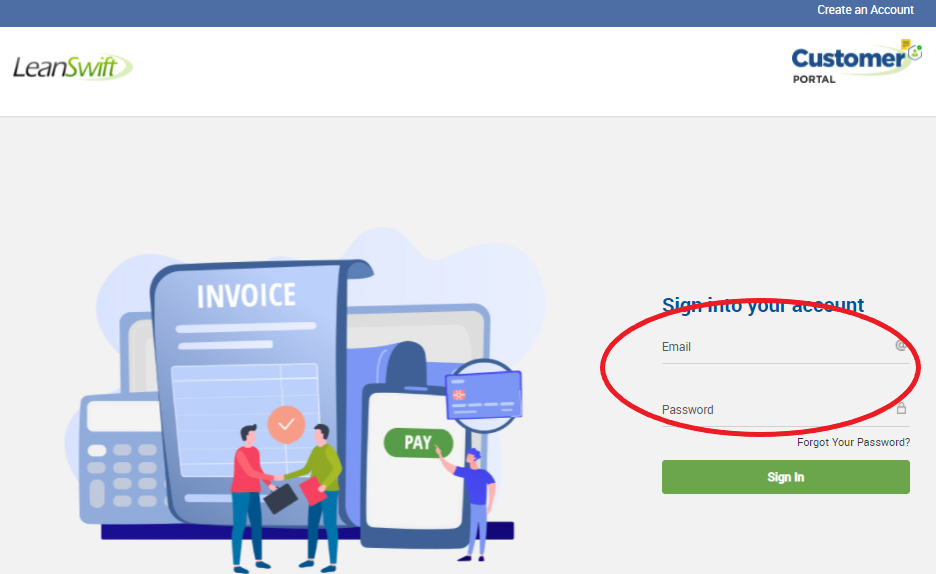 Create an Account
LeanSwift
Customer
PORTAL
INVOICE
PAY
Sign into your account
Email
@
Password
Forgot Your Password?
Sign In